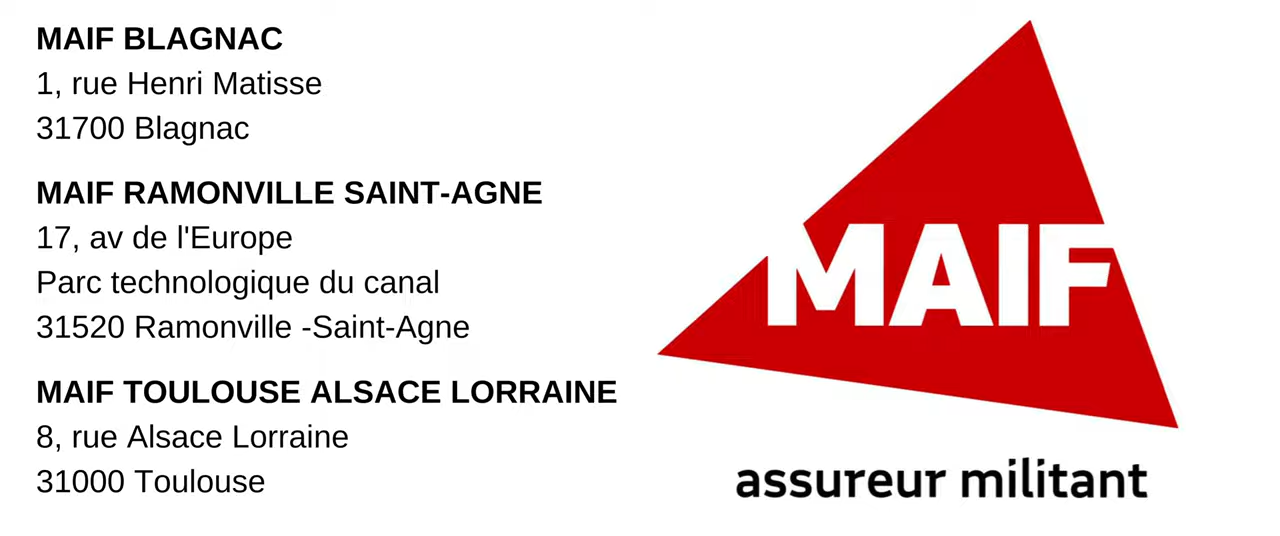 MAIF BLAGNAC
1, rue Henri Matisse
31700 Blagnac
MAIF RAMONVILLE SAINT-AGNE
17, av de l'Europe
Parc technologique du canal
31520 Ramonville -Saint-Agne
MAIF TOULOUSE ALSACE LORRAINE
8, rue Alsace Lorraine
31000 Toulouse
MAIF
assureur militant